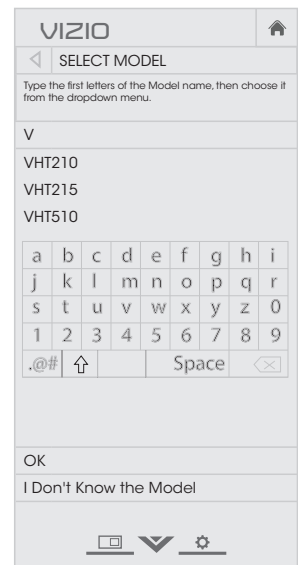 VIZIO
SELECT MODEL
Type the first letters of the Model name, then choose it
from the dropdown menu.
V
VHT210
VHT215
VHT510
a b c d e f g h i
j k l m n o p q r
s t u v w x y z 0
1 2 3 4 5 6 7 8 9
.@# Space
OK
I Don't Know the Model